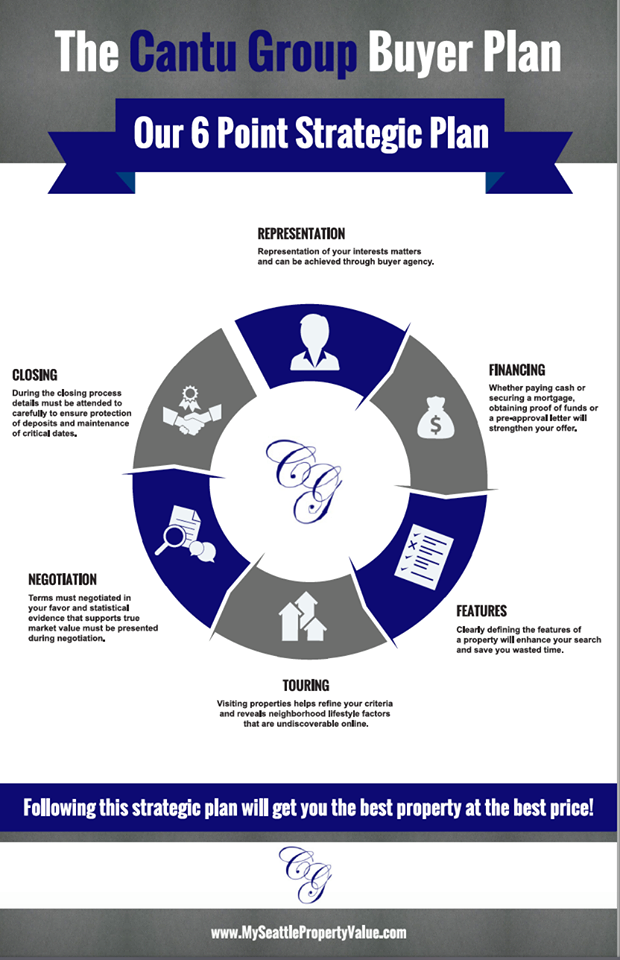 The Cantu Group Buyer Plan
Our 6 Point Strategic Plan
REPRESENTATION
Representation of your interests matters
and can be achieved through buyer agency.
FINANCING
Whether paying cash or
securing a mortgage,
obtaining proof of funds or
a pre-approval letter will
strengthen your offer.
FEATURES
Clearly defining the features of
a property will enhance your search
and save you wasted time.
TOURING
Visiting properties helps refine your criteria
and reveals neighborhood lifestyle factors
that are undiscoverable online.
NEGOTIATION
Terms must negotiated in
your favor and statistical
evidence that supports true
market value must be presented
during negotiation.
CLOSING
During the closing process
details must be attended to
carefully to ensure protection
of deposits and maintenance
of critical dates.
$
CG
Following this strategic plan will get you the best property at the best price!
CG
www.MySeattlePropertyValue.com